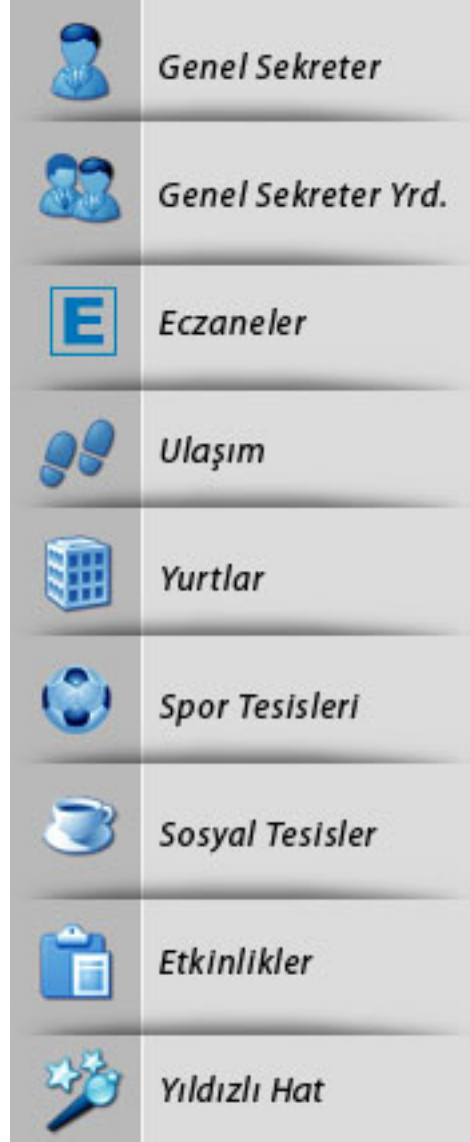 Genel Sekreter
Genel Sekreter Yrd.
E
Eczaneler
Ulaşım
Yurtlar
Spor Tesisleri
Sosyal Tesisler
Etkinlikler
Yıldızlı Hat